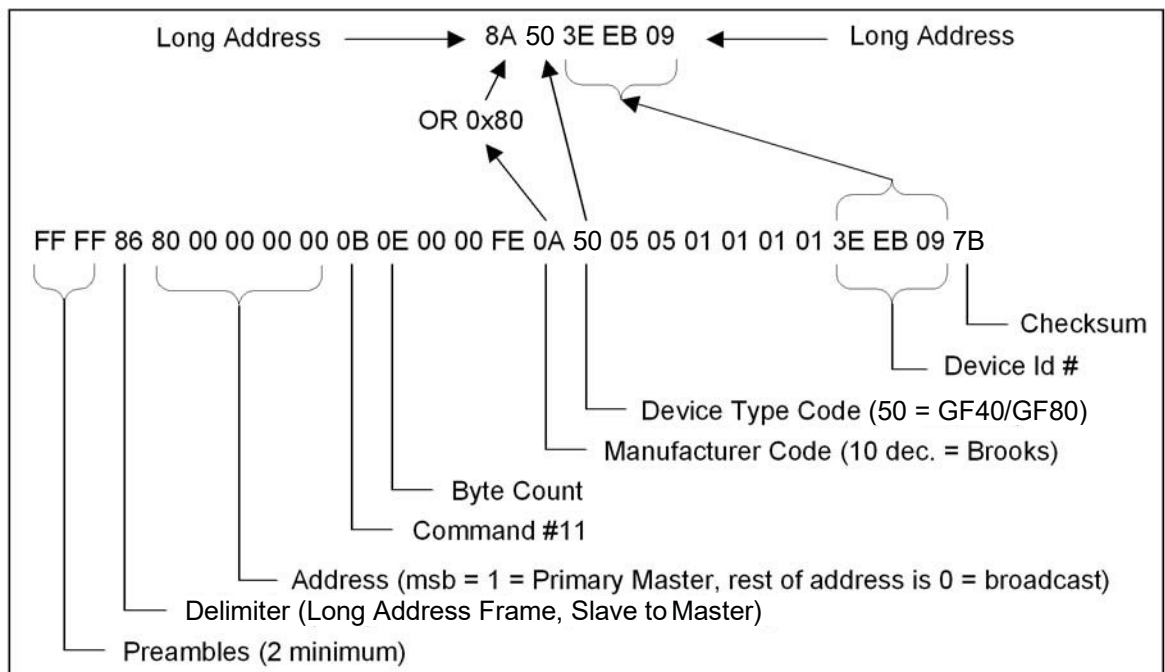 Long Address 8A 50 3E EB 09 Long Address
OR 0x80
FF FF 86 80 00 00 00 00 0B 0E 00 00 FE 0A 50 05 05 01 01 01 01 3E EB 09 7B
Checksum
Device Id #
Device Type Code (50 = GF40/GF80)
Manufacturer Code (10 dec. = Brooks)
Byte Count
Command #11
Address (msb = 1 = Primary Master, rest of address is 0 = broadcast)
Delimiter (Long Address Frame, Slave to Master)
Preambles (2 minimum)